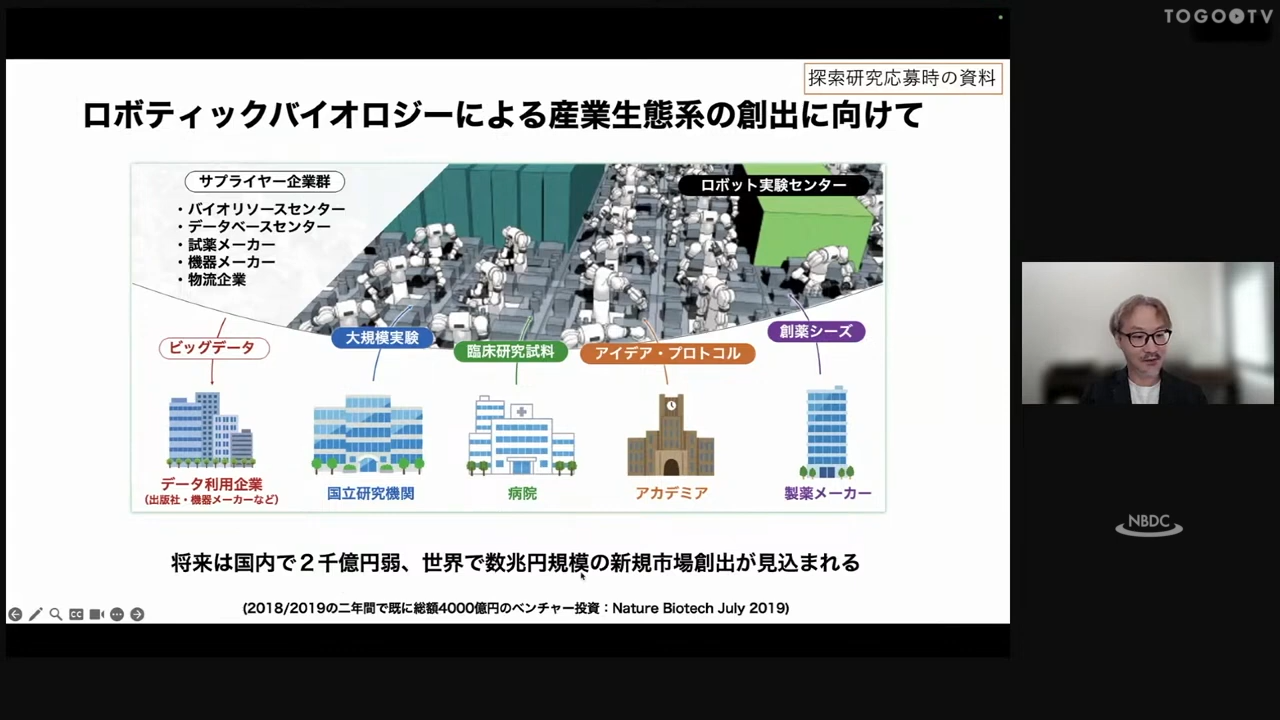 TOGO TV
探索研究応募時の資料
ロボティックバイオロジーによる産業生態系の創出に向けて
サプライヤー企業群
・バイオリソースセンター
・データベースセンター
・試薬メーカー
・機器メーカー
・物流企業
ロボット実験センター
ビッグデータ
大規模実験
臨床研究試料
アイデア・プロトコル
創薬シーズ
データ利用企業
(出版社・機器メーカーなど)
国立研究機関
病院
アカデミア
製薬メーカー
将来は国内で２千億円弱、世界で数兆円規模の新規市場創出が見込まれる
(2018/2019の二年間で既に総額4000億円のベンチャー投資：Nature Biotech July 2019)
CC
NBDC